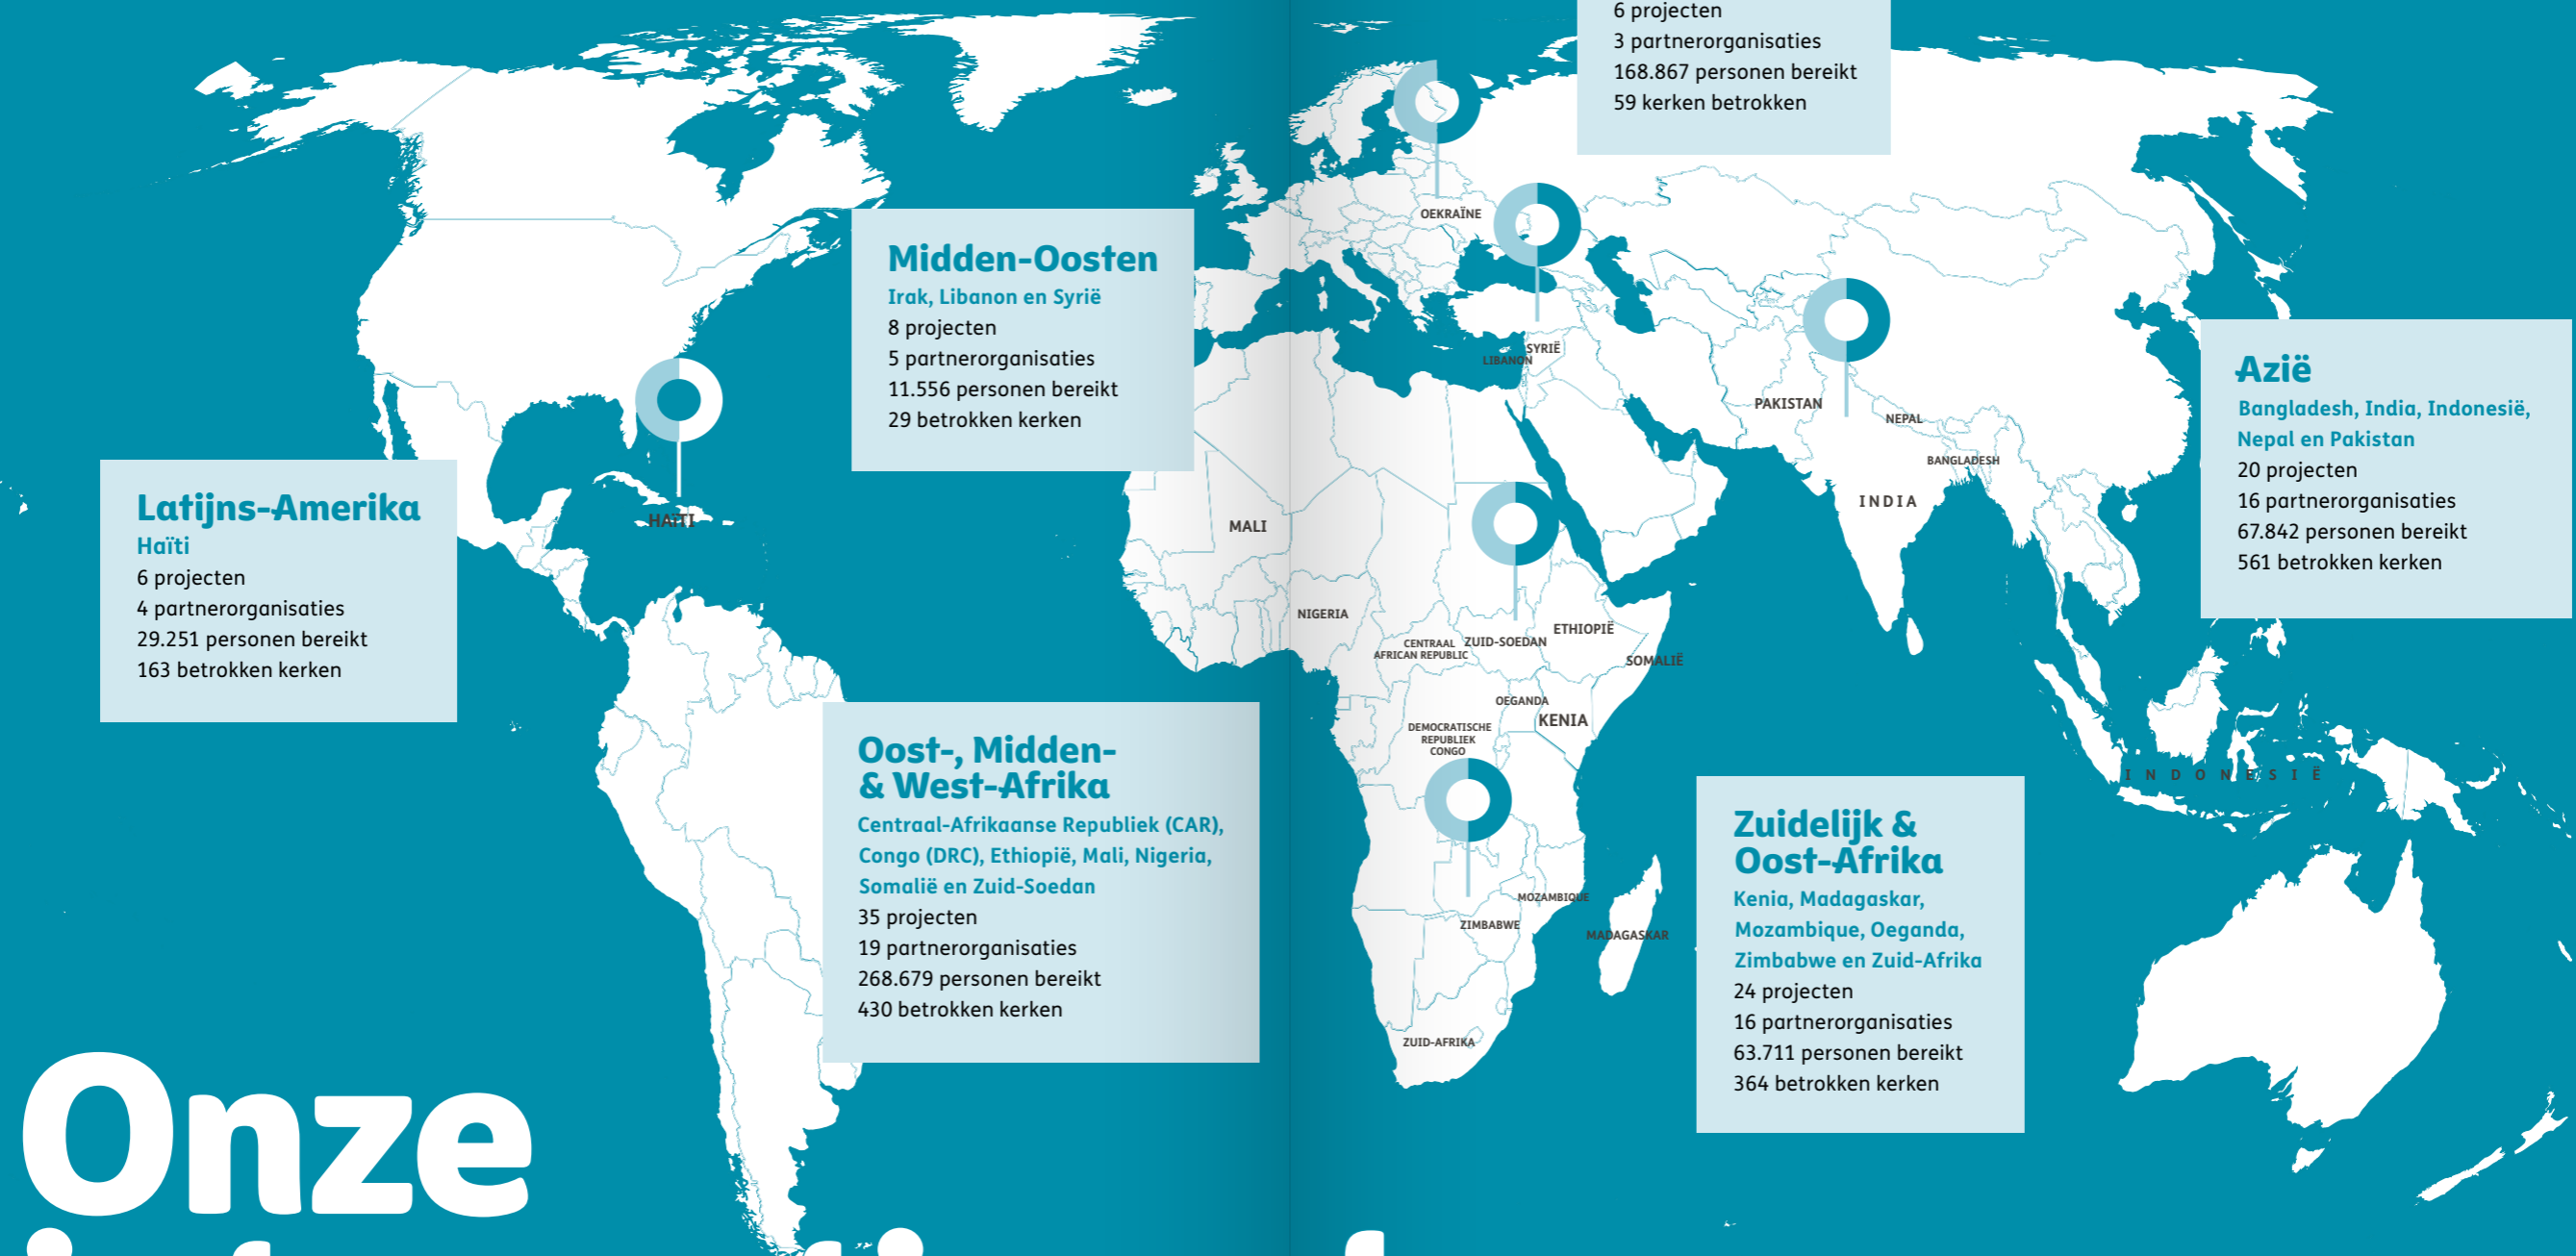 6 projecten
3 partnerorganisaties
168.867 personen bereikt
59 kerken betrokken
OEKRAÏNE
Midden-Oosten
Irak, Libanon en Syrië
8 projecten
5 partnerorganisaties
11.556 personen bereikt
29 betrokken kerken
SYRIË
LIBANON
PAKISTAN
NEPAL
BANGLADESH
INDIA
Azië
Bangladesh, India, Indonesië,
Nepal en Pakistan
20 projecten
16 partnerorganisaties
67.842 personen bereikt
561 betrokken kerken
Latijns-Amerika
Haïti
6 projecten
4 partnerorganisaties
29.251 personen bereikt
163 betrokken kerken
HAÏTI
MALI
NIGERIA
CENTRAAL
AFRICAN REPUBLIC
ZUID-SOEDAN
ETHIOPIË
SOMALIË
OEGANDA
KENIA
DEMOCRATISCHE
REPUBLIEK
CONGO
INDONESIË
Oost-, Midden-
& West-Afrika
Centraal-Afrikaanse Republiek (CAR),
Congo (DRC), Ethiopië, Mali, Nigeria,
Somalië en Zuid-Soedan
35 projecten
19 partnerorganisaties
268.679 personen bereikt
430 betrokken kerken
MOZAMBIQUE
ZIMBABWE
MADAGASKAR
ZUID-AFRIKA
Zuidelijk &
Oost-Afrika
Kenia, Madagaskar,
Mozambique, Oeganda,
Zimbabwe en Zuid-Afrika
24 projecten
16 partnerorganisaties
63.711 personen bereikt
364 betrokken kerken
Onze